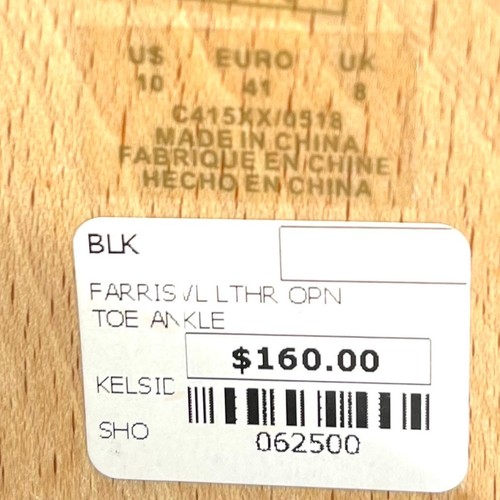 US EURO UK
10 41 8
C415XX/0518
MADE IN CHINA
FABRIQUE EN CHINE
HECHO EN CHINA
BLK
FARRIS VL LTHR OPN
TOE ANKLE
$160.00
KELSID
SHO
062500